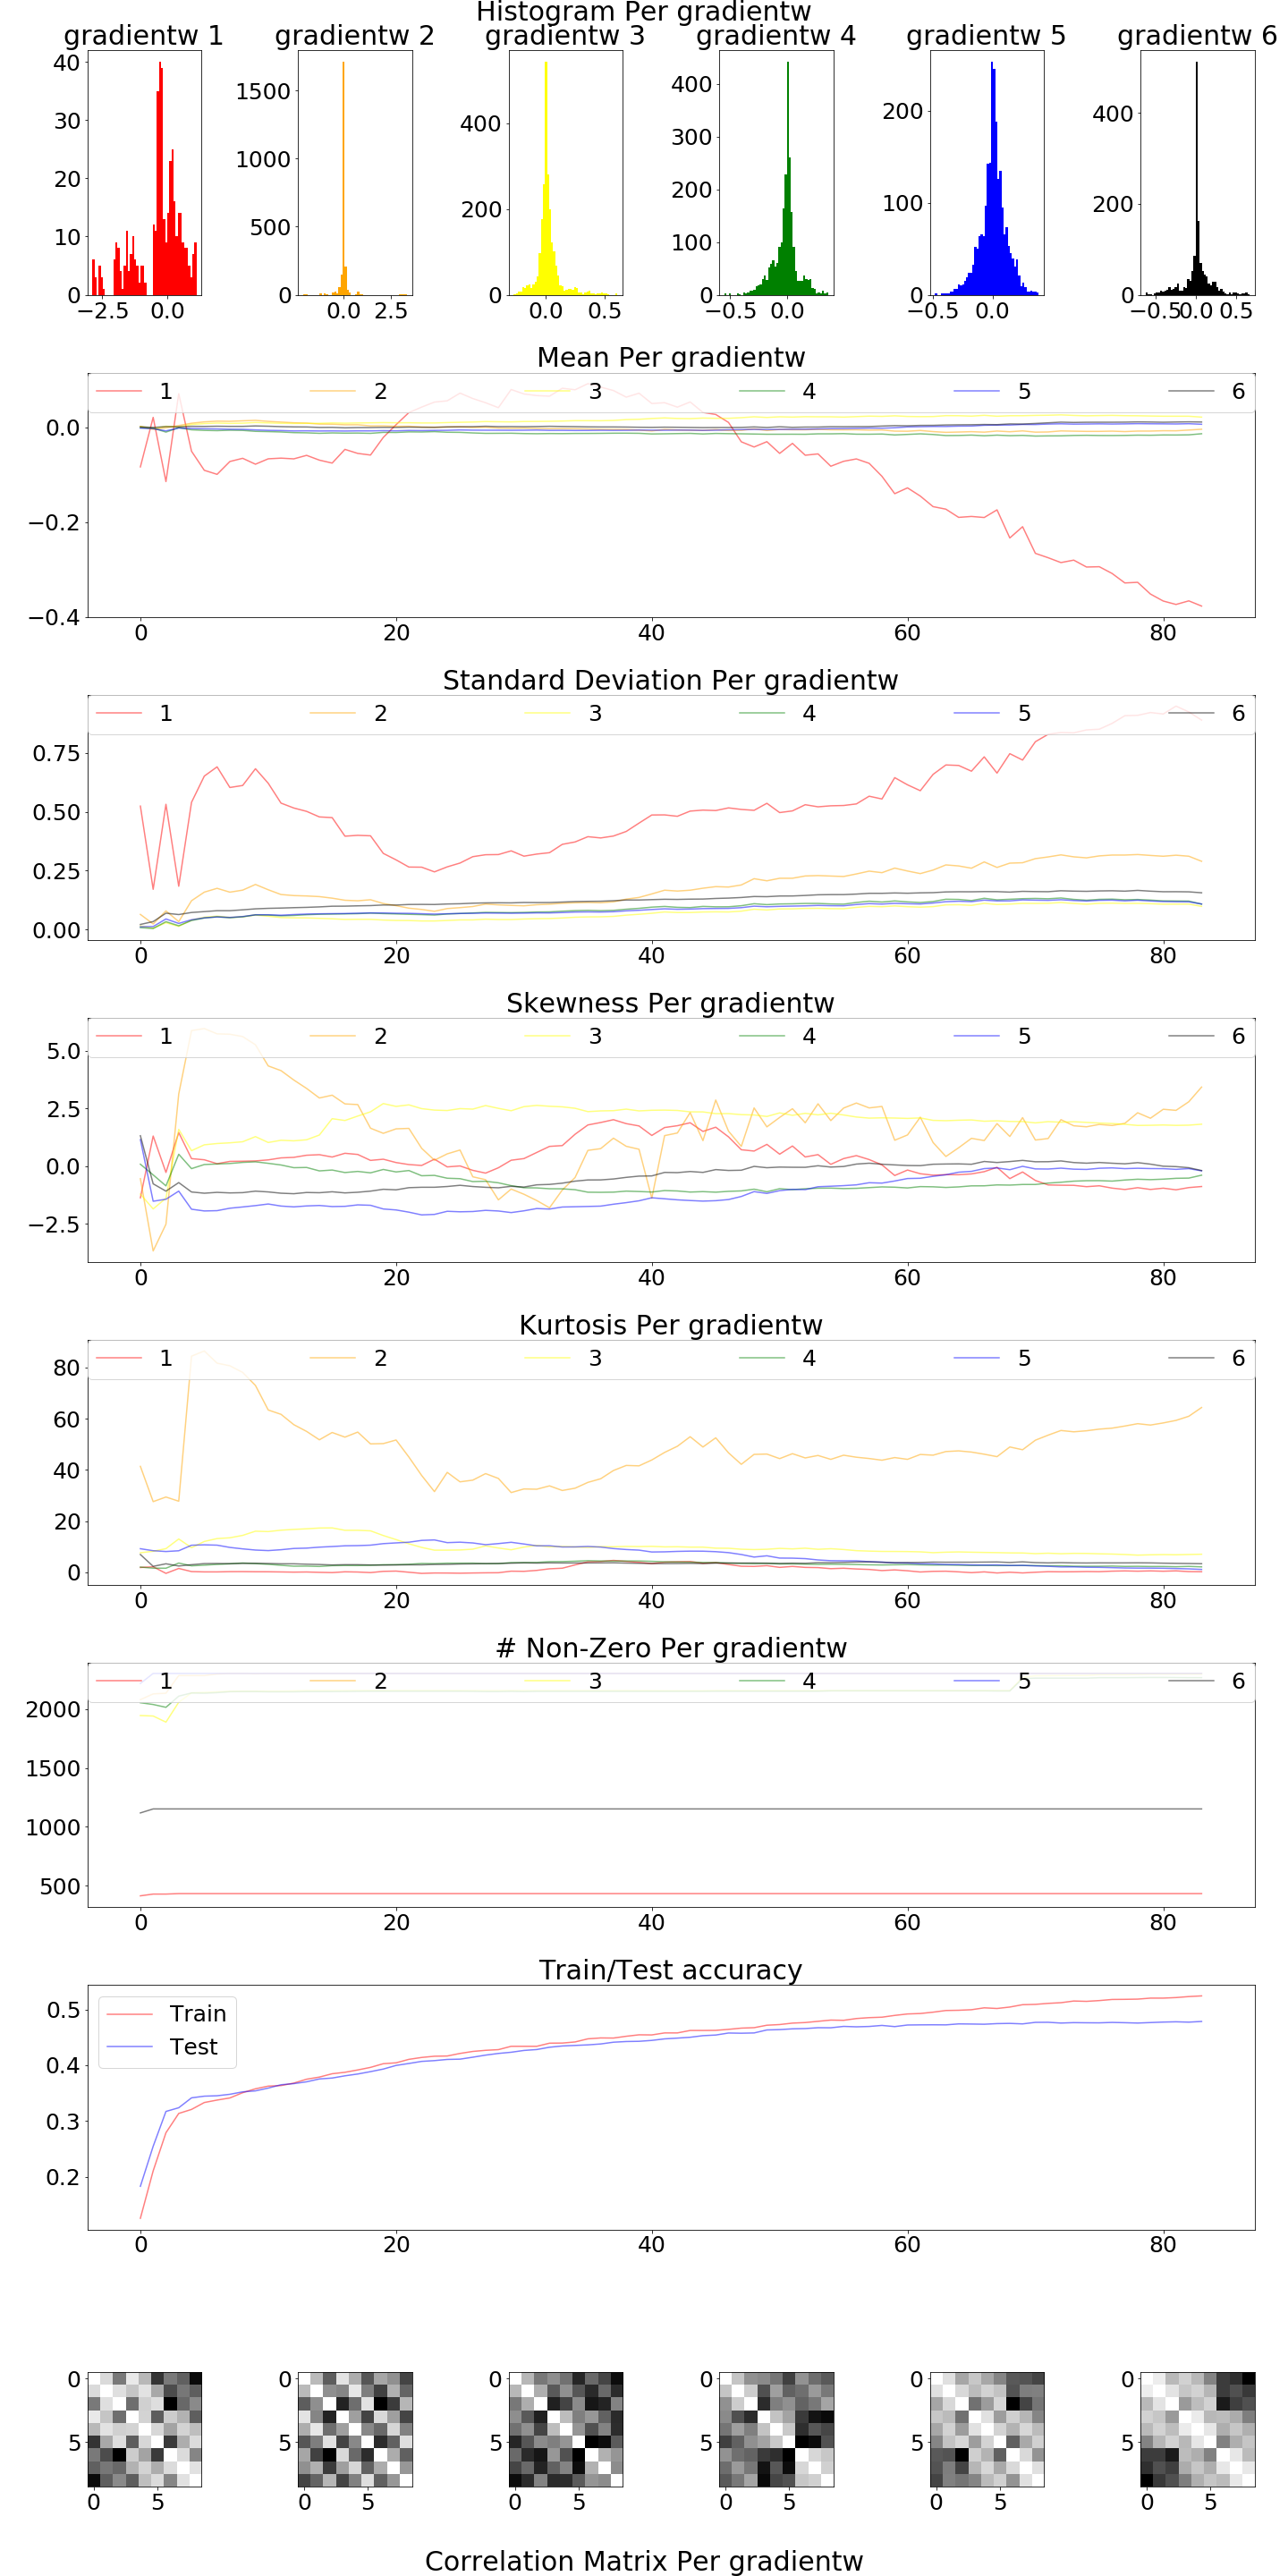 Histogram Per gradientw
gradientw 1 gradientw 2 gradientw 3 gradientw 4 gradientw 5 gradientw 6
40
30
20
10
0
−2.5 0.0
1500
1000
500
0
0.0 2.5
400
200
0
0.0 0.5
400
300
200
100
0
−0.5 0.0
200
100
0
−0.5 0.0
400
200
0
−0.5 0.0 0.5
Mean Per gradientw
1 2 3 4 5 6
0.0
−0.2
−0.4
0 20 40 60 80
Standard Deviation Per gradientw
1 2 3 4 5 6
0.75
0.50
0.25
0.00
0 20 40 60 80
Skewness Per gradientw
1 2 3 4 5 6
5.0
2.5
0.0
−2.5
0 20 40 60 80
Kurtosis Per gradientw
1 2 3 4 5 6
80
60
40
20
0
0 20 40 60 80
# Non-Zero Per gradientw
1 2 3 4 5 6
2000
1500
1000
500
0 20 40 60 80
Train/Test accuracy
Train
Test
0.5
0.4
0.3
0.2
0 20 40 60 80
0 0 0 0 0 0
5 5 5 5 5 5
0 5 0 5 0 5 0 5 0 5 0 5
Correlation Matrix Per gradientw